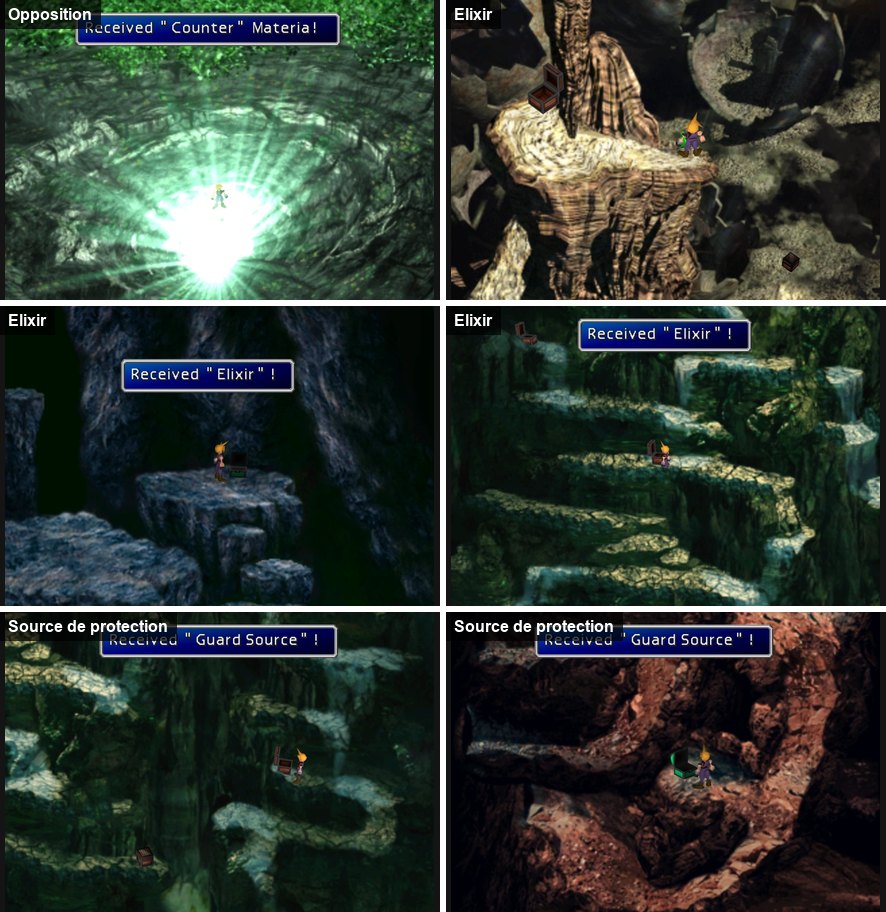 Opposition
Received "Counter" Materia!
Elixir
Elixir
Received "Elixir" !
Elixir
Received "Elixir" !
Source de protection
Received "Guard Source" !
Source de protection
Received "Guard Source" !